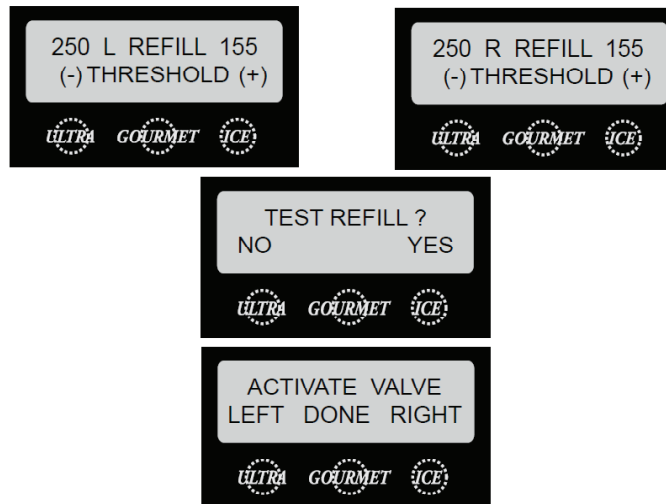 250 L REFILL 155
(-) THRESHOLD (+)
ULTRA GOURMET ICE
250 R REFILL 155
(-) THRESHOLD (+)
ULTRA GOURMET ICE
TEST REFILL ?
NO YES
ULTRA GOURMET ICE
ACTIVATE VALVE
LEFT DONE RIGHT
ULTRA GOURMET ICE